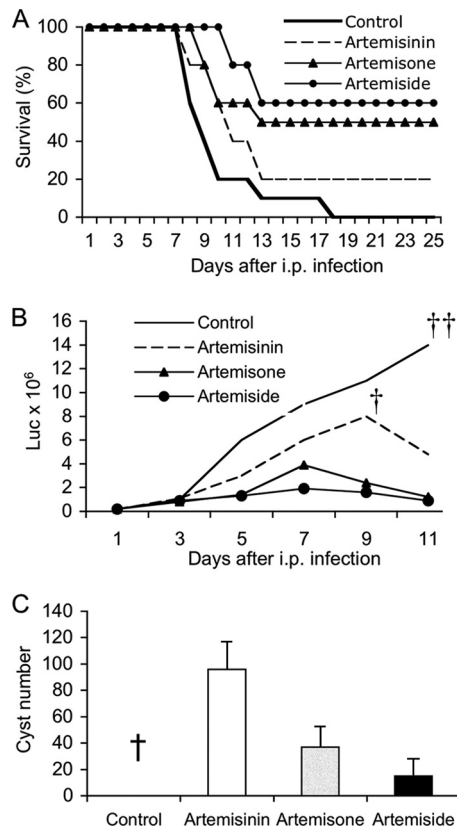 A
Control
Artemisinin
Artemisone
Artemiside
Survival (%)
100
80
60
40
20
0
1 3 5 7 9 11 13 15 17 19 21 23 25
Days after i.p. infection
B
Control
Artemisinin
Artemisone
Artemiside
††
†
Luc x 10⁶
16
14
12
10
8
6
4
2
0
1 3 5 7 9 11
Days after i.p. infection
C
Cyst number
140
120
100
80
60
40
20
0
†
Control Artemisinin Artemisone Artemiside